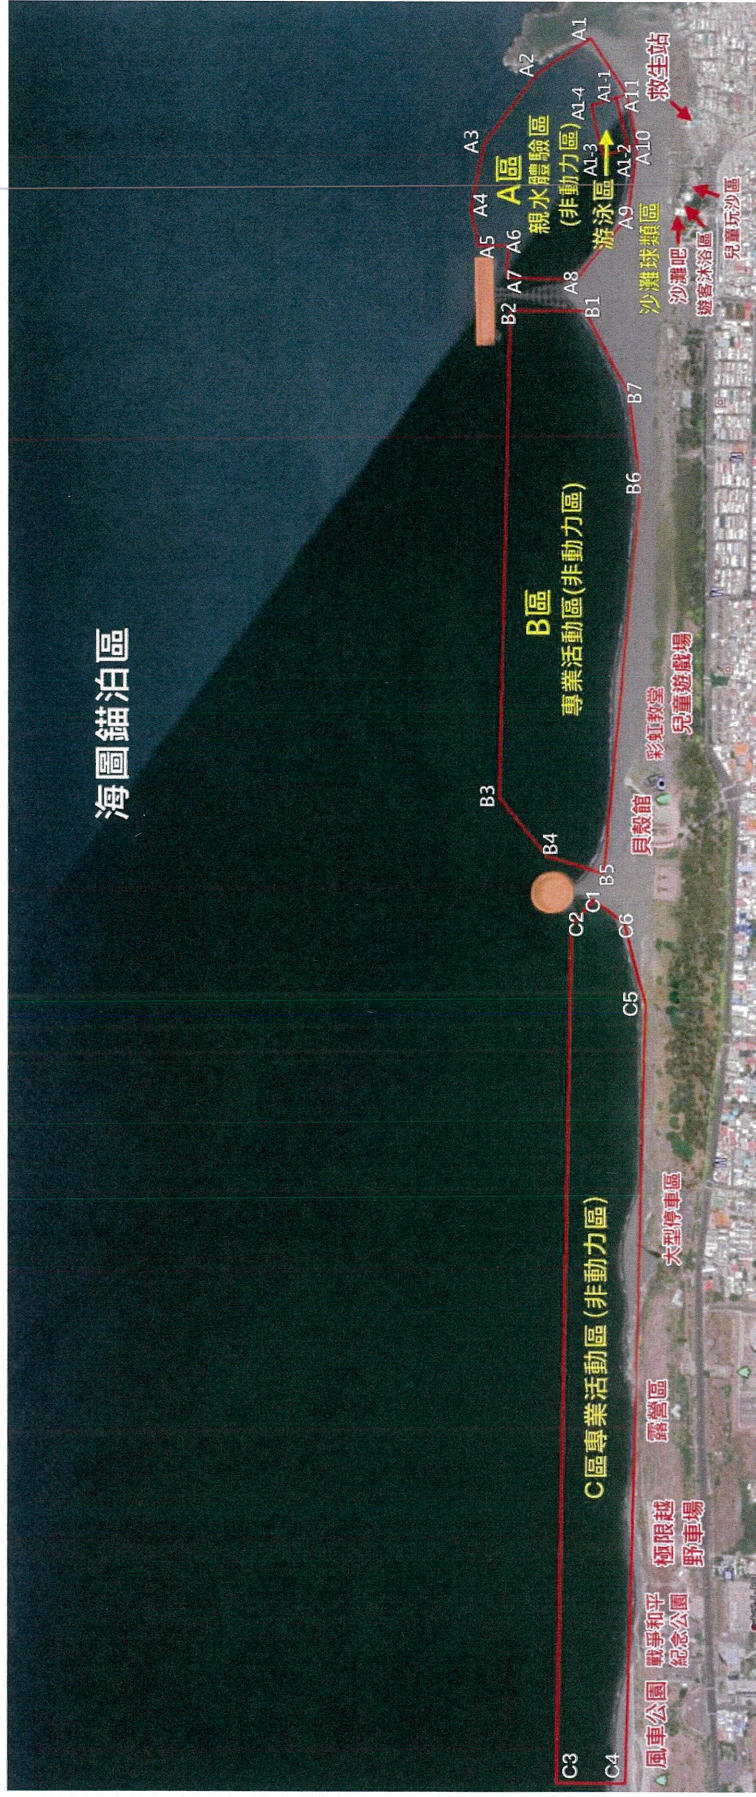 海圖錨泊區
A1
A2
A3
A4
A5
A6
A7
A8
A9
A10
A11
A1-1
A1-2
A1-3
A1-4
A區
親水體驗區
(非動力區)
游泳區
沙灘球類區
救生站
沙灘吧
遊客沐浴區
兒童玩沙區
B1
B2
B3
B4
B5
B6
B7
B區
專業活動區(非動力區)
彩虹教堂
兒童遊戲場
貝殼館
C1
C2
C3
C4
C5
C6
C區專業活動區(非動力區)
大型停車區
露營區
極限越
野車場
戰爭和平
紀念公園
風車公園